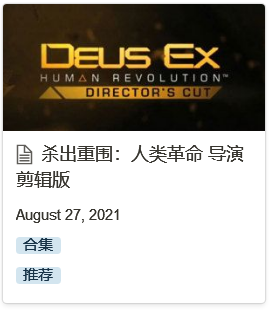 DEUS EX
HUMAN REVOLUTION™
DIRECTOR'S CUT
杀出重围：人类革命 导演
剪辑版
August 27, 2021
合集
推荐